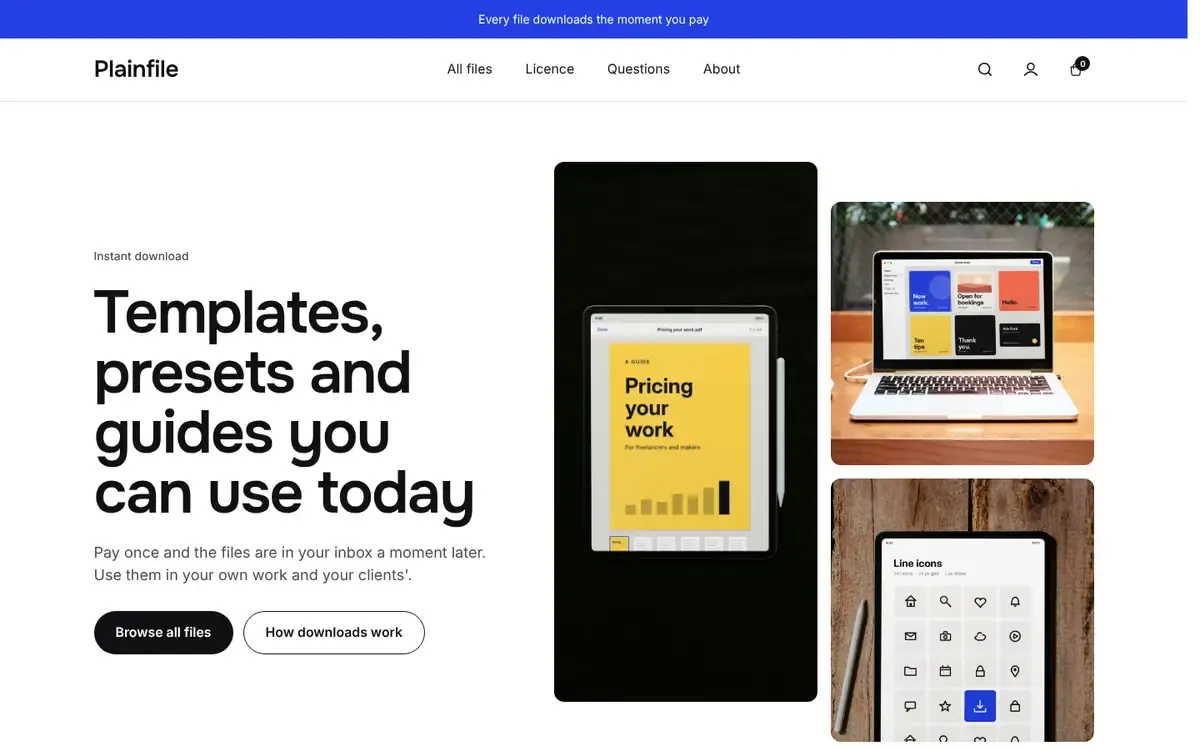 Every file downloads the moment you pay
Plainfile
All files
Licence
Questions
About
0
Instant download
Templates,
presets and
guides you
can use today
Pay once and the files are in your inbox a moment later.
Use them in your own work and your clients'.
Browse all files
How downloads work
Pricing your work.pdf
A GUIDE
Pricing
your
work
For freelancers and makers
New
work.
Open for
bookings
Hello.
Ten
tips
Thank
you.
Line icons